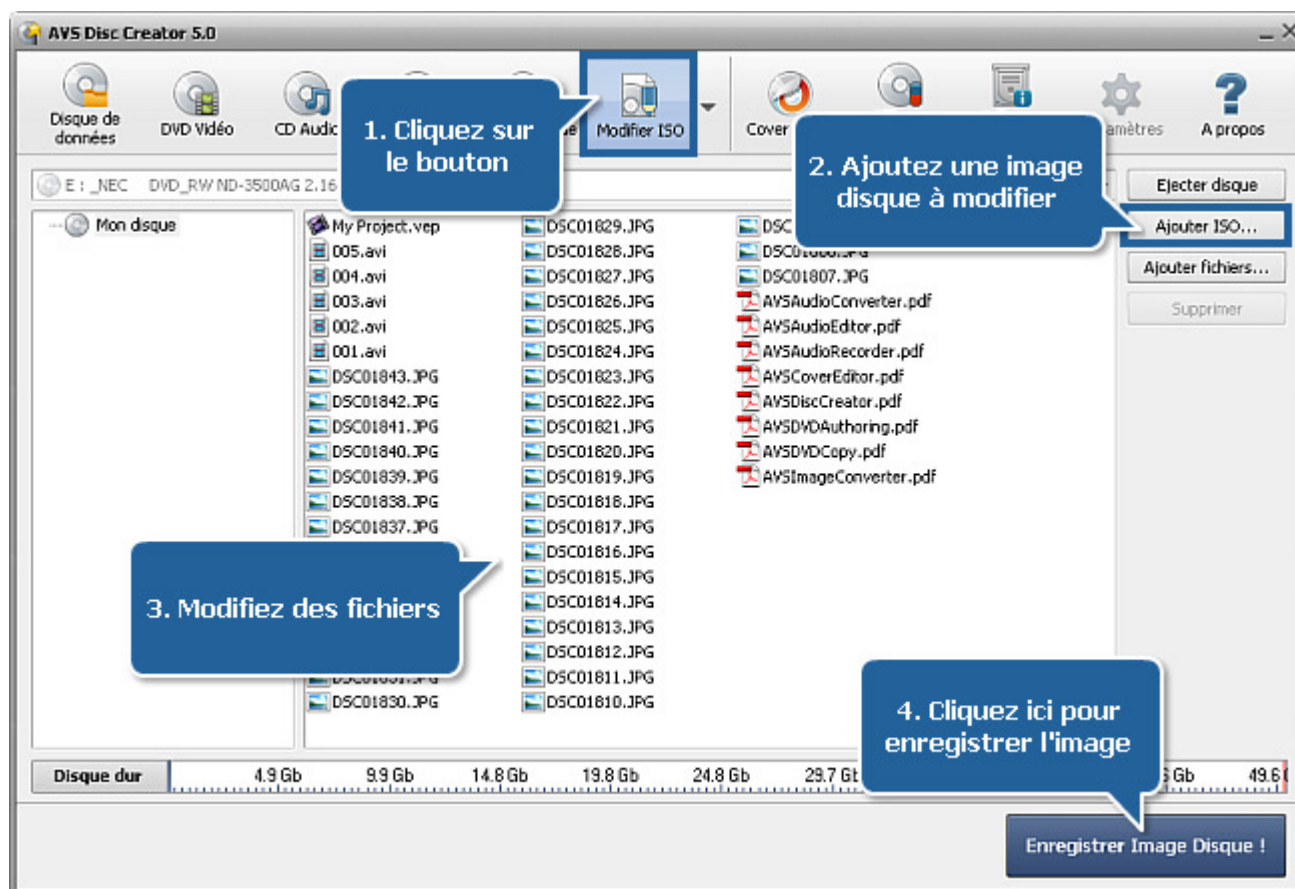 AVS Disc Creator 5.0
Disque de données
DVD Vidéo
CD Audio
Modifier ISO
Cover
A propos
1. Cliquez sur
le bouton
2. Ajoutez une image
disque à modifier
E : _NEC DVD_RW ND-3500AG 2.16
Ejecter disque
Ajouter ISO...
Ajouter fichiers...
Supprimer
Mon disque
My Project.vep
005.avi
004.avi
003.avi
002.avi
001.avi
DSC01843.JPG
DSC01842.JPG
DSC01841.JPG
DSC01840.JPG
DSC01839.JPG
DSC01838.JPG
DSC01837.JPG
DSC01830.JPG
DSC01829.JPG
DSC01828.JPG
DSC01827.JPG
DSC01826.JPG
DSC01825.JPG
DSC01824.JPG
DSC01823.JPG
DSC01822.JPG
DSC01821.JPG
DSC01820.JPG
DSC01819.JPG
DSC01818.JPG
DSC01817.JPG
DSC01816.JPG
DSC01815.JPG
DSC01814.JPG
DSC01813.JPG
DSC01812.JPG
DSC01811.JPG
DSC01810.JPG
DSC01807.JPG
AVSAudioConverter.pdf
AVSAudioEditor.pdf
AVSAudioRecorder.pdf
AVSCoverEditor.pdf
AVSDiscCreator.pdf
AVSDVDAuthoring.pdf
AVSDVDCopy.pdf
AVSImageConverter.pdf
3. Modifiez des fichiers
4. Cliquez ici pour
enregistrer l'image
Disque dur 4.9 Gb 9.9 Gb 14.8 Gb 19.8 Gb 24.8 Gb 29.7 Gb 49.6
Enregistrer Image Disque !